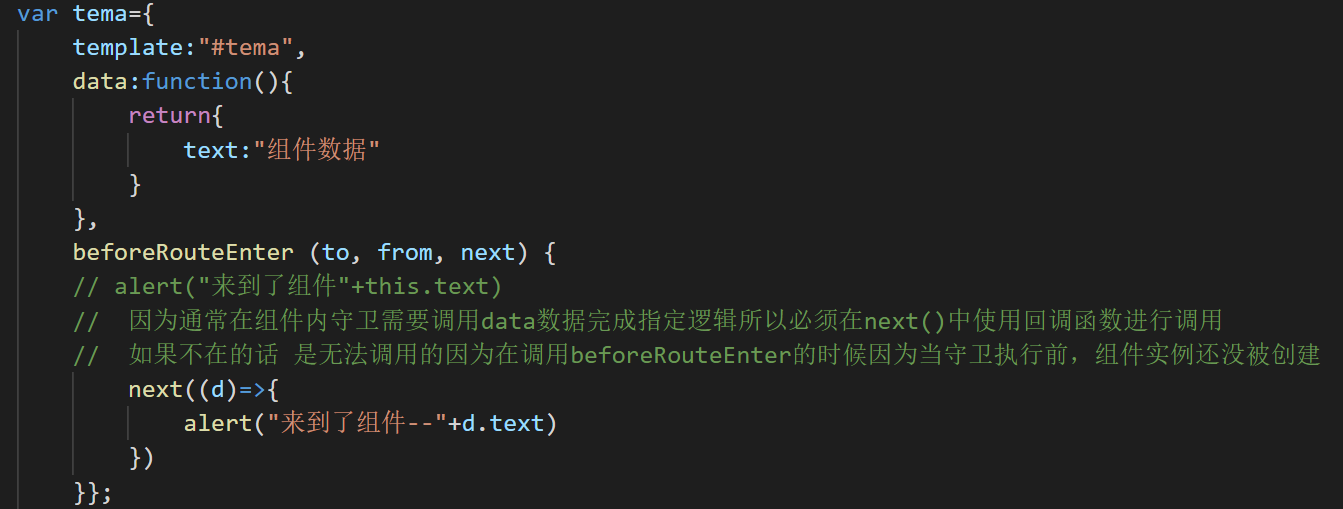 var tema={
    template:"#tema",
    data:function(){
        return{
            text:"组件数据"
        }
    },
    beforeRouteEnter (to, from, next) {
    // alert("来到了组件"+this.text)
    //  因为通常在组件内守卫需要调用data数据完成指定逻辑所以必须在next()中使用回调函数进行调用
    //  如果不在的话 是无法调用的因为在调用beforeRouteEnter的时候因为当守卫执行前，组件实例还没被创建
        next((d)=>{
            alert("来到了组件--"+d.text)
        })
    }};